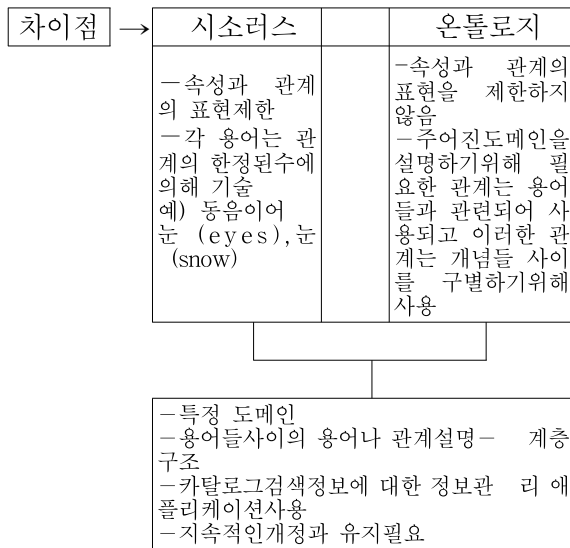 차이점 → 시소러스 온톨로지
－속성과 관계
의 표현제한
－각 용어는 관
계의 한정된수에
의해 기술
예) 동음이어
눈 (eyes),눈
(snow)
－속성과 관계의
표현을 제한하지
않음
－주어진도메인을
설명하기위해 필
요한 관계는 용어
들과 관련되어 사
용되고 이러한 관
계는 개념들 사이
를 구별하기위해
사용
－특정 도메인
－용어들사이의 용어나 관계설명－ 계층
구조
－카탈로그검색정보에 대한 정보관 리 애
플리케이션사용
－지속적인개정과 유지필요